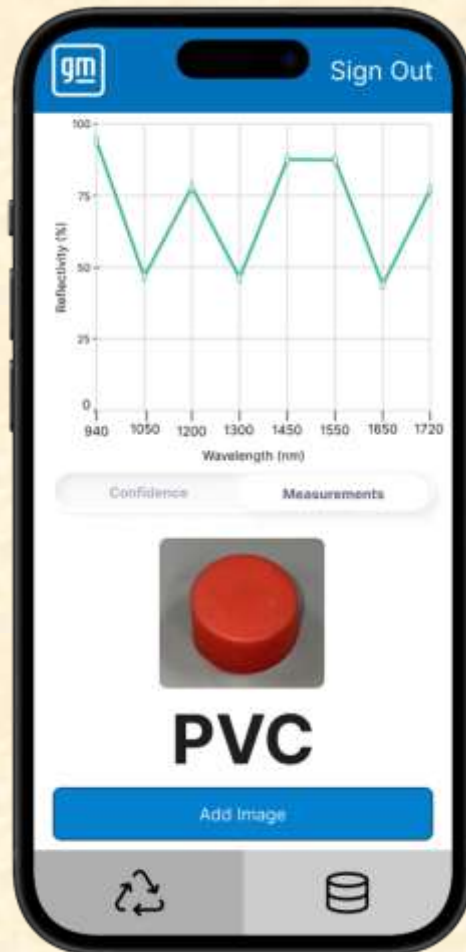 gm
Sign Out
100
75
50
25
0
Reflectivity (%)
940 1050 1200 1300 1450 1550 1650 1720
Wavelength (nm)
Confidence
Measurements
PVC
Add Image